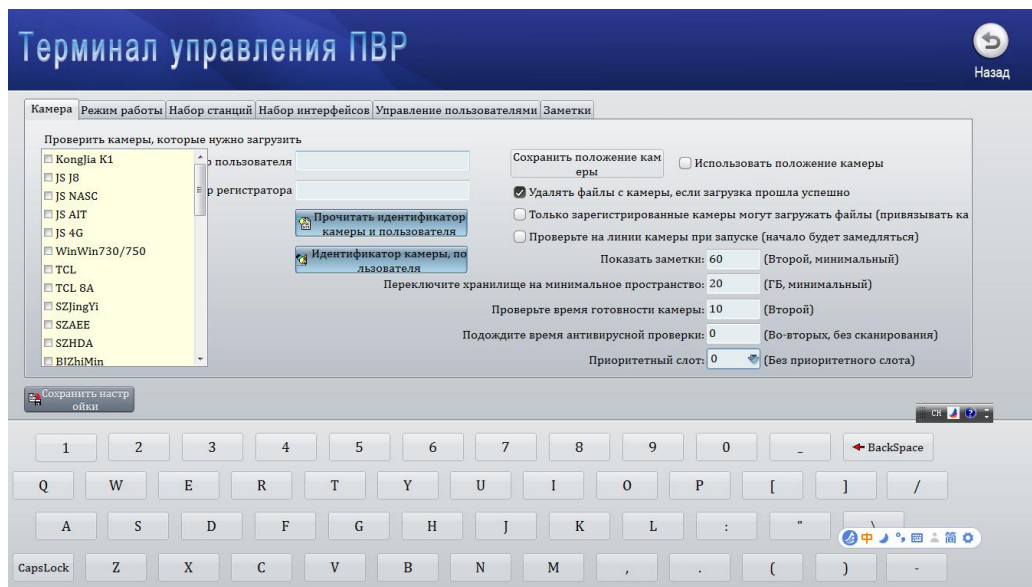 Терминал управления ПВР
Назад
Камера Режим работы Набор станций Набор интерфейсов Управление пользователями Заметки
Проверить камеры, которые нужно загрузить
KongJia K1
JS J8
JS NASC
JS AIT
JS 4G
WinWin730/750
TCL
TCL 8A
SZJingYi
SZAEE
SZHDA
BJZhiMin
пользователя
р регистратора
Прочитать идентификатор
камеры и пользователя
Идентификатор камеры, по
льзователя
Сохранить положение кам
еры
Использовать положение камеры
Удалять файлы с камеры, если загрузка прошла успешно
Только зарегистрированные камеры могут загружать файлы (привязывать ка
Проверьте на линии камеры при запуске (начало будет замедляться)
Показать заметки: 60 (Второй, минимальный)
Переключите хранилище на минимальное пространство: 20 (ГБ, минимальный)
Проверьте время готовности камеры: 10 (Второй)
Подождите время антивирусной проверки: 0 (Во-вторых, без сканирования)
Приоритетный слот: 0 (Без приоритетного слота)
Сохранить настр
ойки
CH
1 2 3 4 5 6 7 8 9 0 _ BackSpace
Q W E R T Y U I O P [ ] /
A S D F G H J K L : " \
中 简
CapsLock Z X C V B N M , . ( ) -